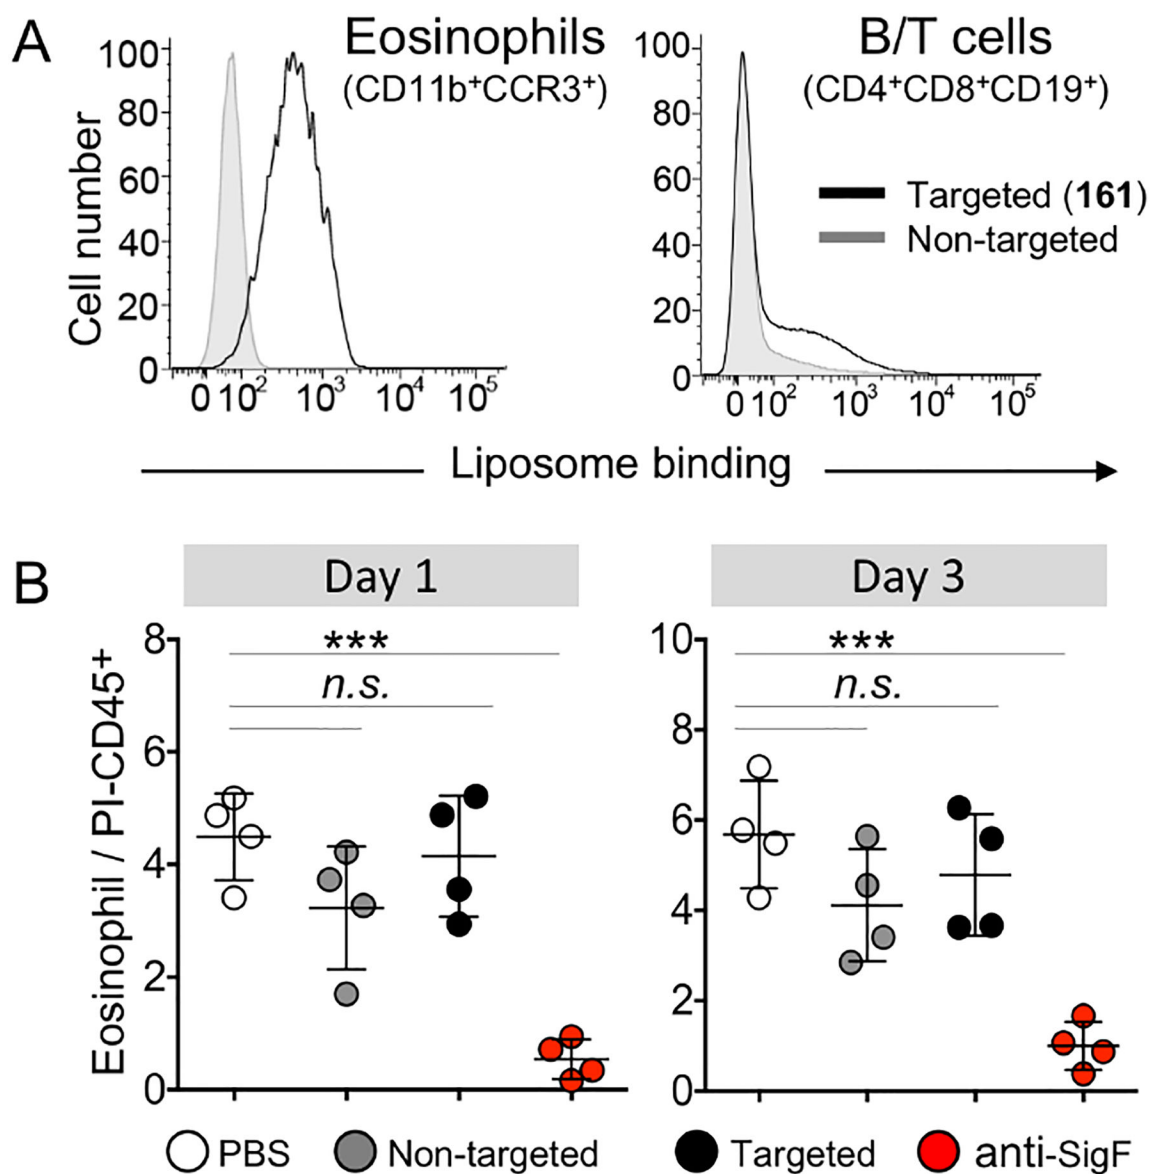 A
Eosinophils
(CD11b⁺CCR3⁺)
B/T cells
(CD4⁺CD8⁺CD19⁺)
Cell number
100
80
60
40
20
0
0 10² 10³ 10⁴ 10⁵
100
80
60
40
20
0
0 10² 10³ 10⁴ 10⁵
Targeted (161)
Non-targeted
Liposome binding
B
Day 1
Day 3
Eosinophil / PI-CD45⁺
8
6
4
2
0
***
n.s.
10
8
6
4
2
0
***
n.s.
PBS
Non-targeted
Targeted
anti-SigF